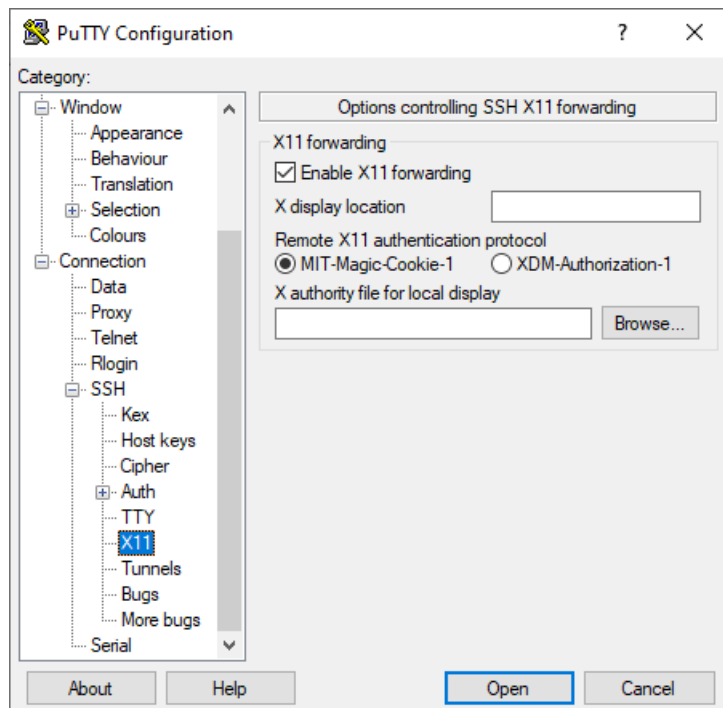 PuTTY Configuration
?
Category:
Window
Appearance
Behaviour
Translation
Selection
Colours
Connection
Data
Proxy
Telnet
Rlogin
SSH
Kex
Host keys
Cipher
Auth
TTY
X11
Tunnels
Bugs
More bugs
Serial
Options controlling SSH X11 forwarding
X11 forwarding
Enable X11 forwarding
X display location
Remote X11 authentication protocol
MIT-Magic-Cookie-1 XDM-Authorization-1
X authority file for local display
Browse...
About Help Open Cancel